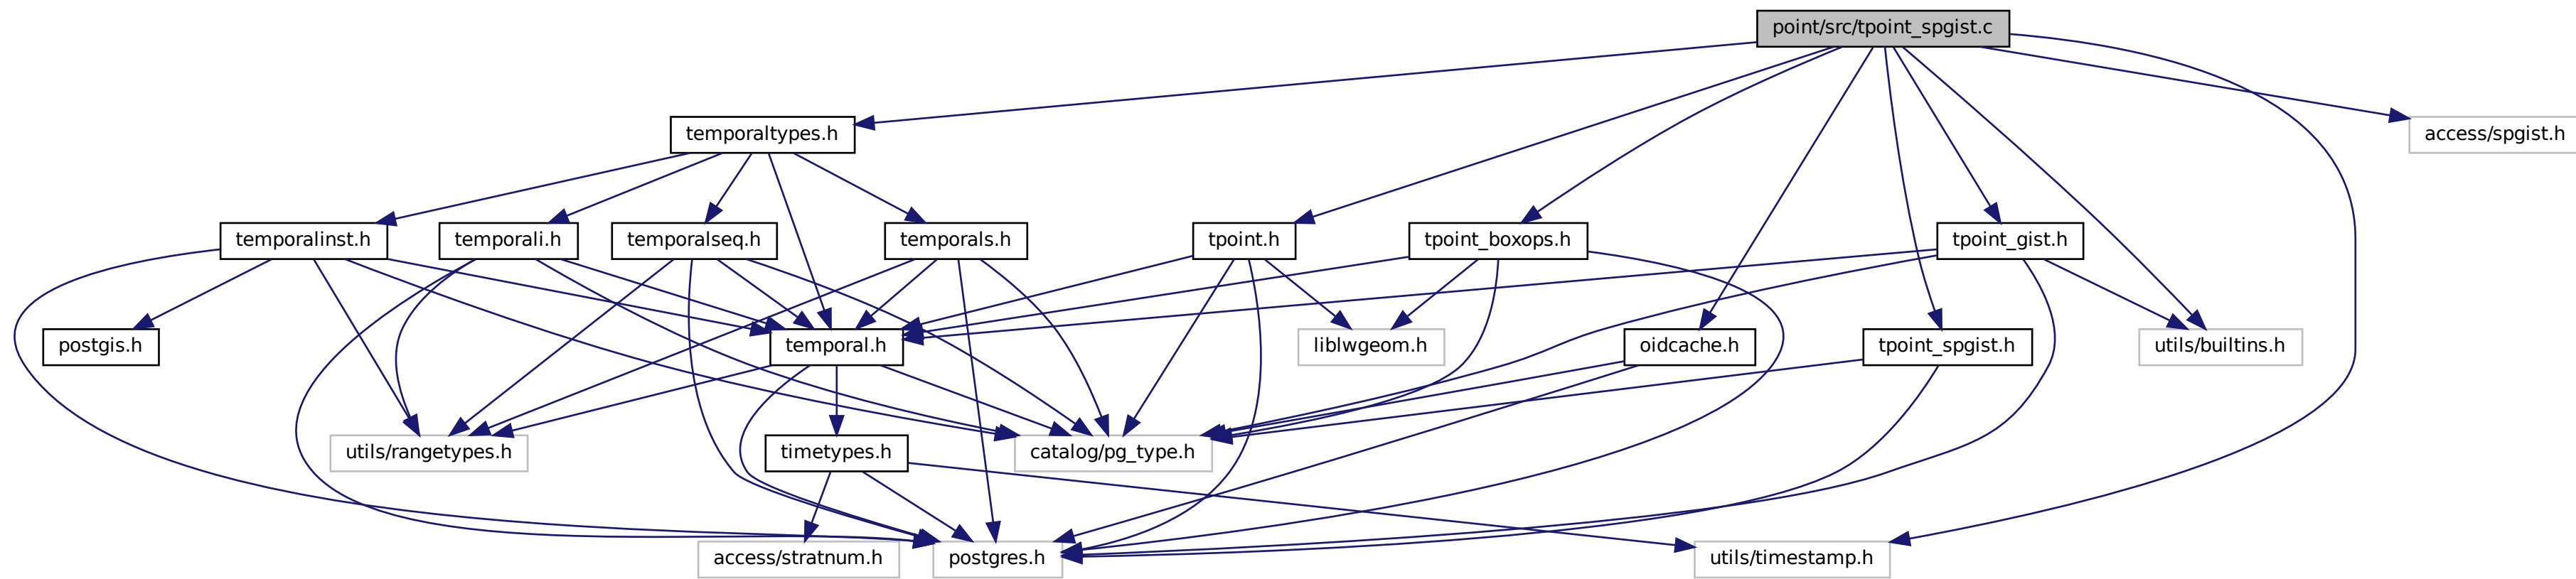 point/src/tpoint_spgist.c
temporaltypes.h
access/spgist.h
temporalinst.h
temporali.h
temporalseq.h
temporals.h
tpoint.h
tpoint_boxops.h
tpoint_gist.h
postgis.h
temporal.h
liblwgeom.h
oidcache.h
tpoint_spgist.h
utils/builtins.h
utils/rangetypes.h
timetypes.h
catalog/pg_type.h
access/stratnum.h
postgres.h
utils/timestamp.h